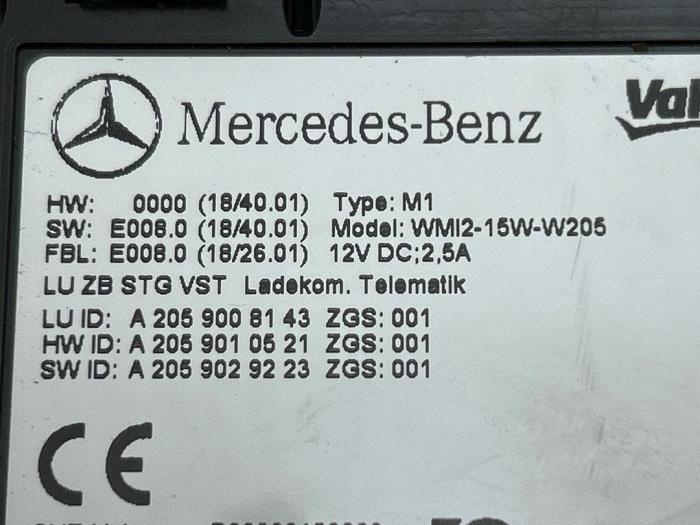 Mercedes-Benz
HW: 0000 (18/40.01) Type: M1
SW: E008.0 (18/40.01) Model: WMI2-15W-W205
FBL: E008.0 (18/26.01) 12V DC;2,5A
LU ZB STG VST Ladekom. Telematik
LU ID: A 205 900 81 43 ZGS: 001
HW ID: A 205 901 05 21 ZGS: 001
SW ID: A 205 902 92 23 ZGS: 001
CE